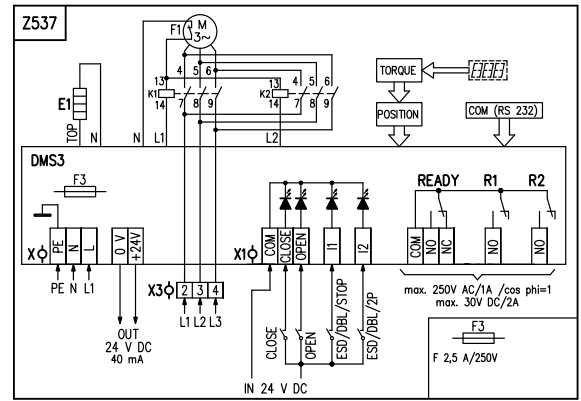 Z537
F1
M
3~
4 5 6
13
K1
14
7 8 9
13
K2
14
4 5 6
7 8 9
E1
TOP
N
N
L1
L2
TORQUE
POSITION
COM (RS 232)
DMS3
F3
READY R1 R2
X
PE
N
L
0 V
+24V
X1
COM
CLOSE
OPEN
I1
I2
COM
NO
NC
NO
NO
PE N L1
X3
2 3 4
L1 L2 L3
OUT
24 V DC
40 mA
CLOSE
OPEN
ESD/DBL/STOP
ESD/DBL/2P
IN 24 V DC
max. 250V AC/1A /cos phi=1
max. 30V DC/2A
F3
F 2,5 A/250V